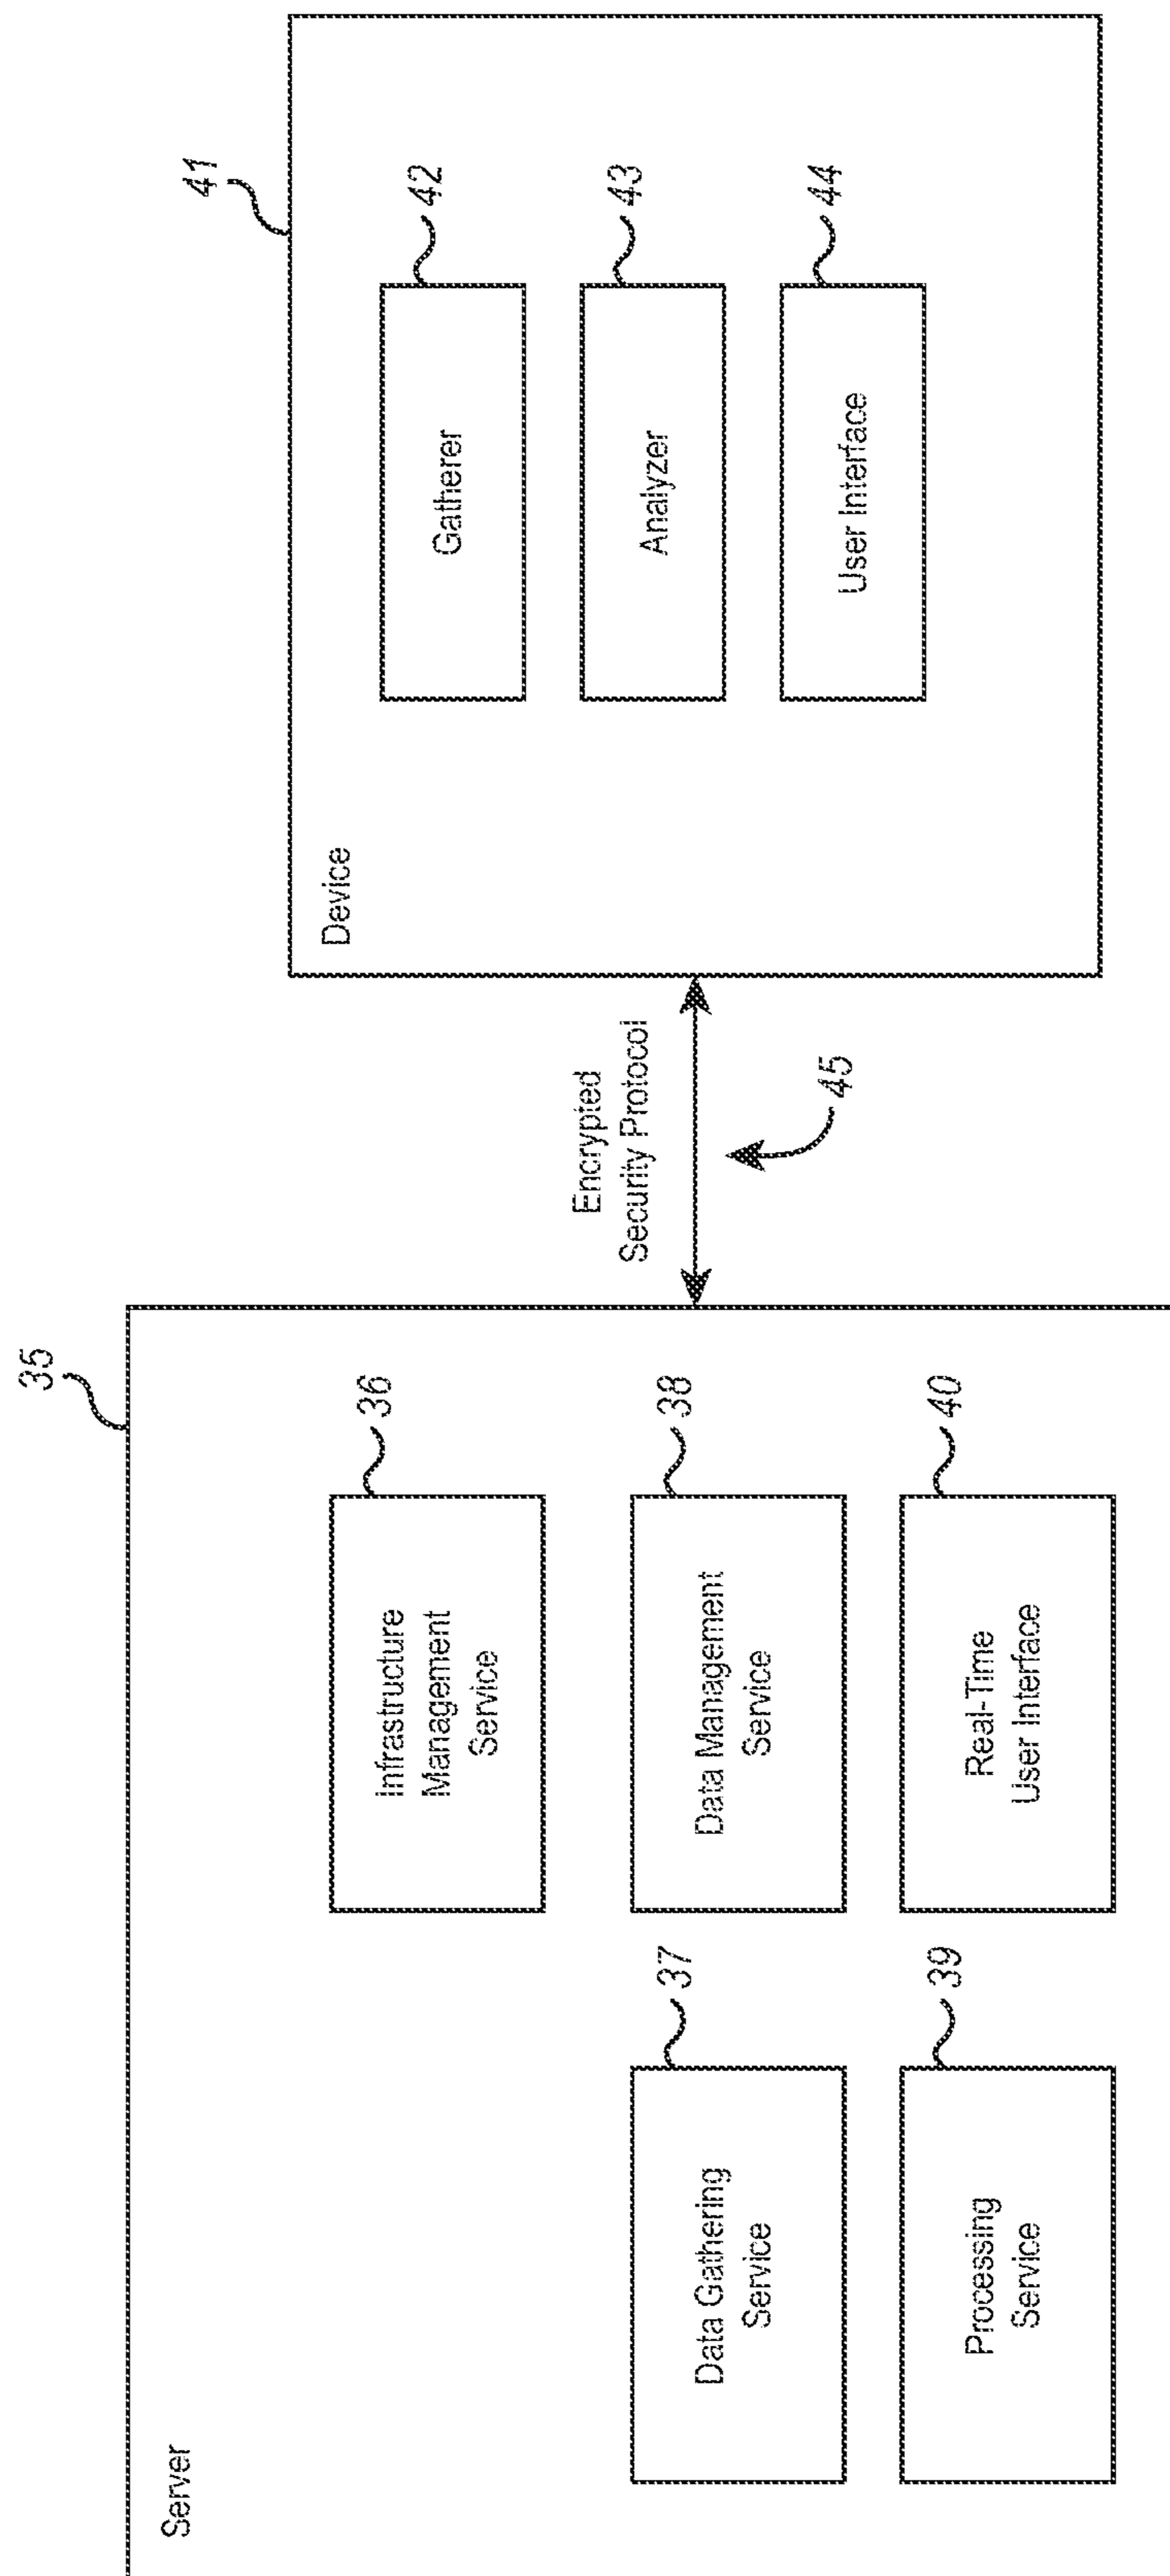 Server
35
Infrastructure
Management
Service
36
Data Gathering
Service
37
Data Management
Service
38
Processing
Service
39
Real-Time
User Interface
40
Encrypted
Security Protocol
45
Device
41
Gatherer
42
Analyzer
43
User Interface
44